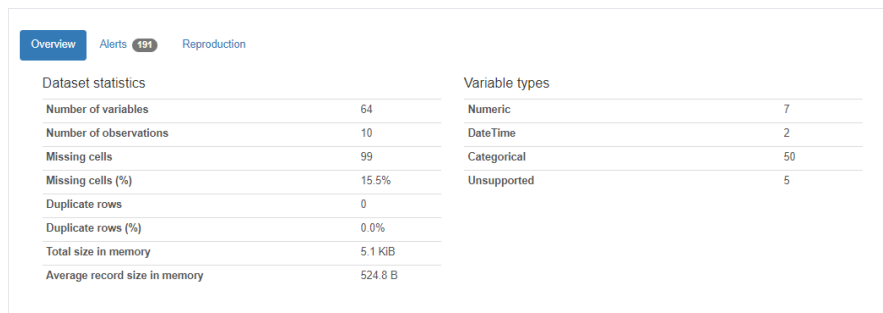 Overview Alerts 191 Reproduction
Dataset statistics
Number of variables 64
Number of observations 10
Missing cells 99
Missing cells (%) 15.5%
Duplicate rows 0
Duplicate rows (%) 0.0%
Total size in memory 5.1 KiB
Average record size in memory 524.8 B
Variable types
Numeric 7
DateTime 2
Categorical 50
Unsupported 5